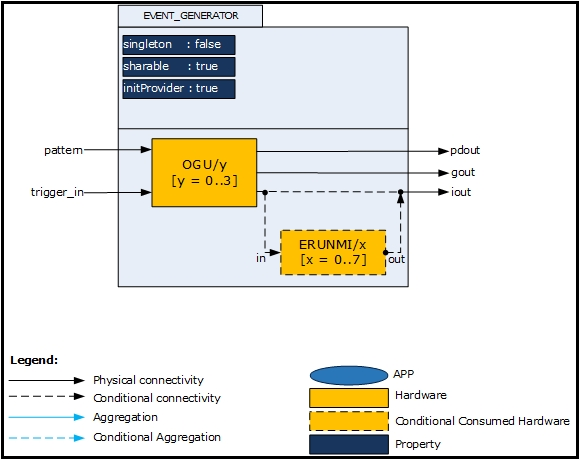 EVENT_GENERATOR
singleton : false
sharable : true
initProvider : true
pattern
trigger_in
OGU/y
[y = 0..3]
pdout
gout
iout
ERUNMI/x
[x = 0..7]
in
out
Legend:
Physical connectivity
Conditional connectivity
Aggregation
Conditional Aggregation
APP
Hardware
Conditional Consumed Hardware
Property